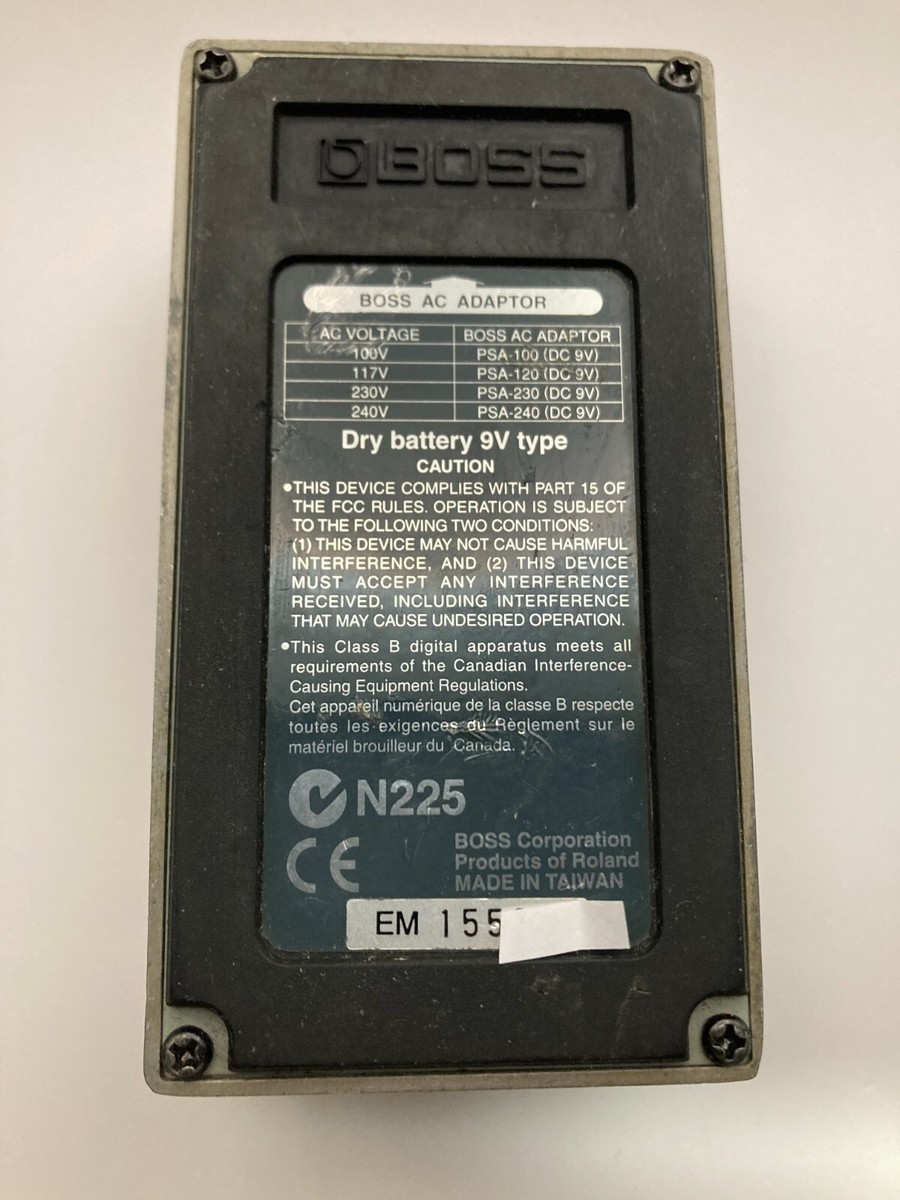 BOSS
BOSS AC ADAPTOR
AC VOLTAGE BOSS AC ADAPTOR
100V PSA-100 (DC 9V)
117V PSA-120 (DC 9V)
230V PSA-230 (DC 9V)
240V PSA-240 (DC 9V)
Dry battery 9V type
CAUTION
•THIS DEVICE COMPLIES WITH PART 15 OF
THE FCC RULES. OPERATION IS SUBJECT
TO THE FOLLOWING TWO CONDITIONS:
(1) THIS DEVICE MAY NOT CAUSE HARMFUL
INTERFERENCE, AND (2) THIS DEVICE
MUST ACCEPT ANY INTERFERENCE
RECEIVED, INCLUDING INTERFERENCE
THAT MAY CAUSE UNDESIRED OPERATION.
•This Class B digital apparatus meets all
requirements of the Canadian Interference-
Causing Equipment Regulations.
Cet appareil numérique de la classe B respecte
toutes les exigences du Règlement sur le
matériel brouilleur du Canada.
N225
CE
BOSS Corporation
Products of Roland
MADE IN TAIWAN
EM 155